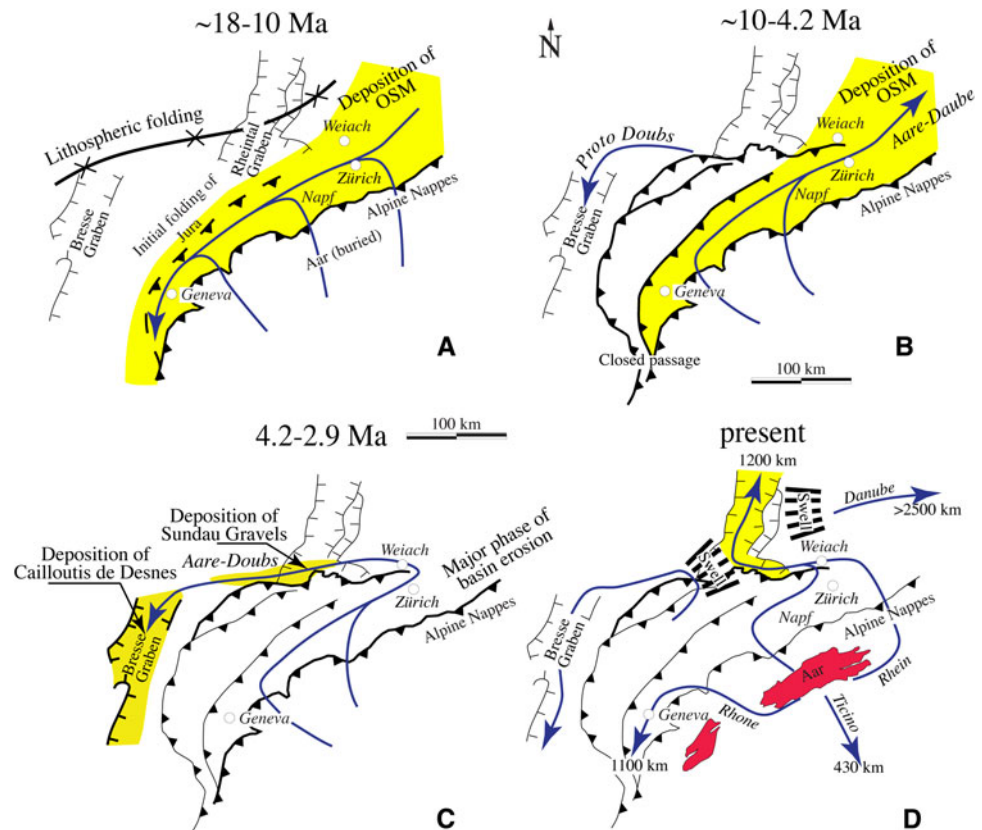 ~18-10 Ma
N
~10-4.2 Ma
Lithospheric folding
Rheintal
Graben
Deposition of
OSM
Weiach
Zürich
Napf
Alpine Nappes
Initial folding of
Jura
Aar (buried)
Bresse
Graben
Geneva
A
Proto Doubs
Deposition of
OSM
Weiach
Aare-Daube
Zürich
Napf
Alpine Nappes
Bresse
Graben
Geneva
Closed passage
B
100 km
4.2-2.9 Ma
100 km
Deposition of
Sundau Gravels
Deposition of
Cailloutis de Desnes
Aare-Doubs
Weiach
Zürich
Major phase of
basin erosion
Alpine Nappes
Bresse
Graben
Geneva
C
present
1200 km
Swell
Danube
>2500 km
Swell
Weiach
Zürich
Napf
Alpine Nappes
Bresse
Graben
Aar
Rhein
Geneva
Rhone
Ticino
1100 km
430 km
D